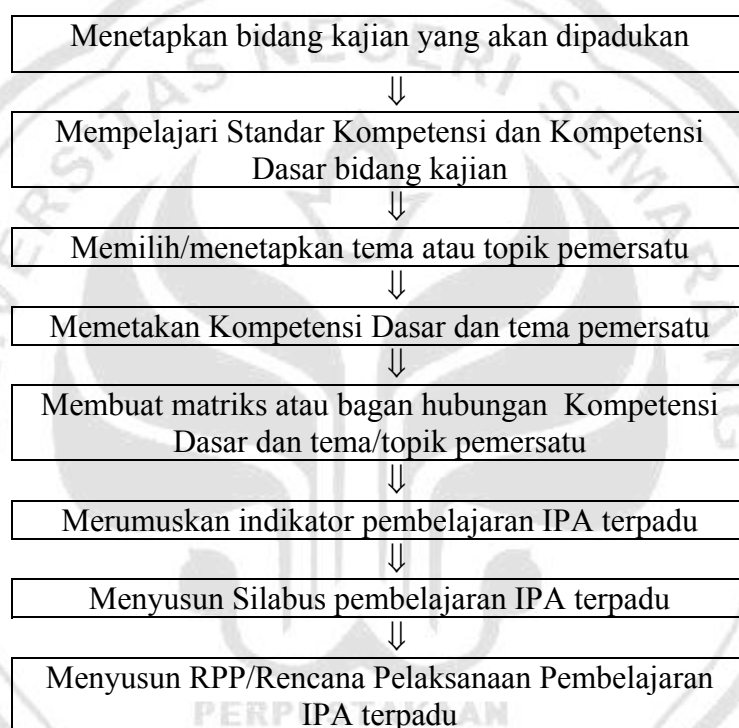 Menetapkan bidang kajian yang akan dipadukan
⇓
Mempelajari Standar Kompetensi dan Kompetensi
Dasar bidang kajian
⇓
Memilih/menetapkan tema atau topik pemersatu
⇓
Memetakan Kompetensi Dasar dan tema pemersatu
⇓
Membuat matriks atau bagan hubungan Kompetensi
Dasar dan tema/topik pemersatu
⇓
Merumuskan indikator pembelajaran IPA terpadu
⇓
Menyusun Silabus pembelajaran IPA terpadu
⇓
Menyusun RPP/Rencana Pelaksanaan Pembelajaran
IPA terpadu